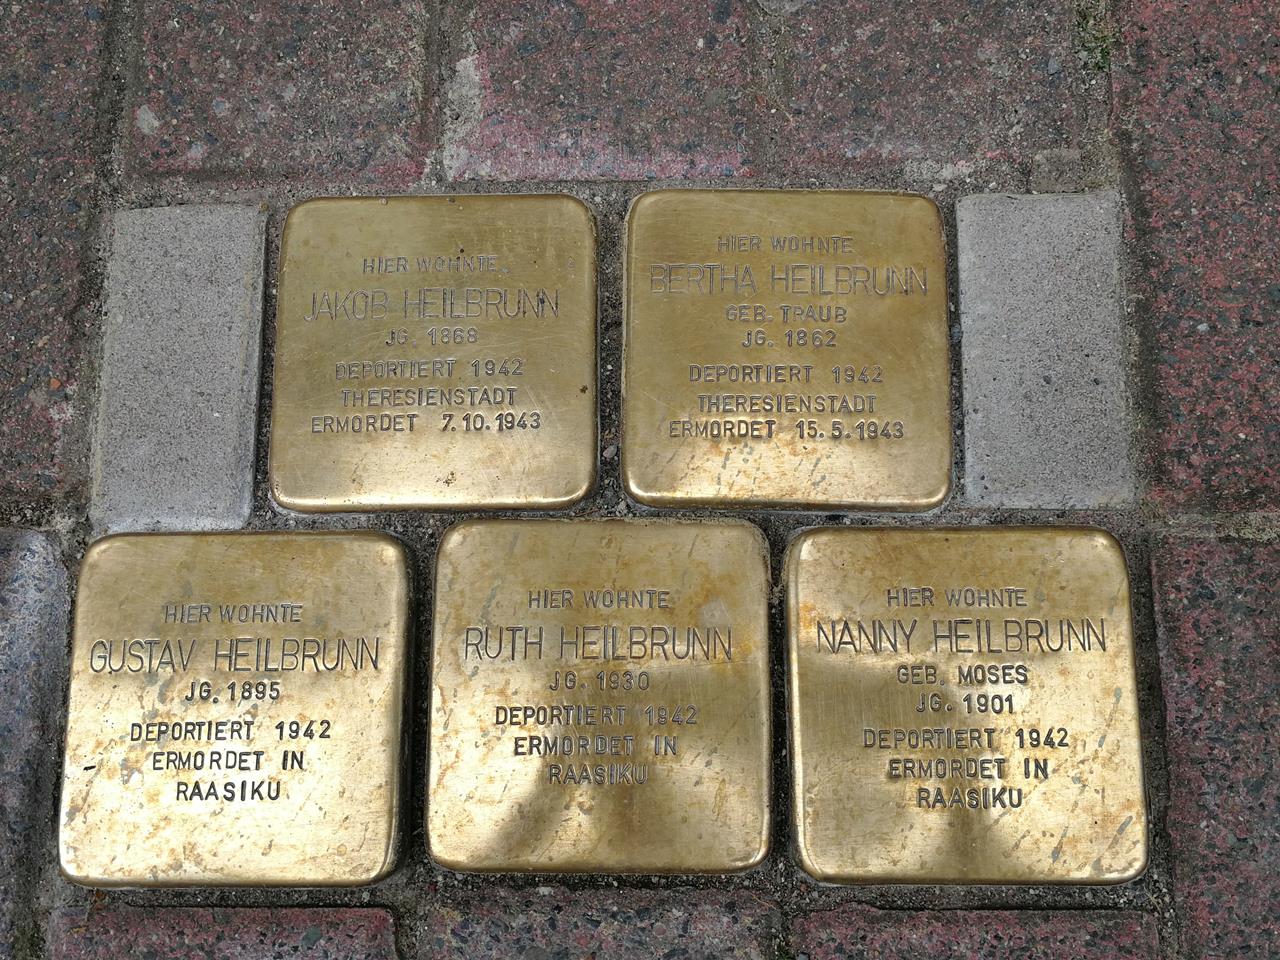 HIER WOHNTE
JAKOB HEILBRUNN
JG. 1868
DEPORTIERT 1942
THERESIENSTADT
ERMORDET 7.10.1943
HIER WOHNTE
BERTHA HEILBRUNN
GEB. TRAUB
JG. 1862
DEPORTIERT 1942
THERESIENSTADT
ERMORDET 15.5.1943
HIER WOHNTE
GUSTAV HEILBRUNN
JG. 1895
DEPORTIERT 1942
ERMORDET IN
RAASIKU
HIER WOHNTE
RUTH HEILBRUNN
JG. 1930
DEPORTIERT 1942
ERMORDET IN
RAASIKU
HIER WOHNTE
NANNY HEILBRUNN
GEB. MOSES
JG. 1901
DEPORTIERT 1942
ERMORDET IN
RAASIKU